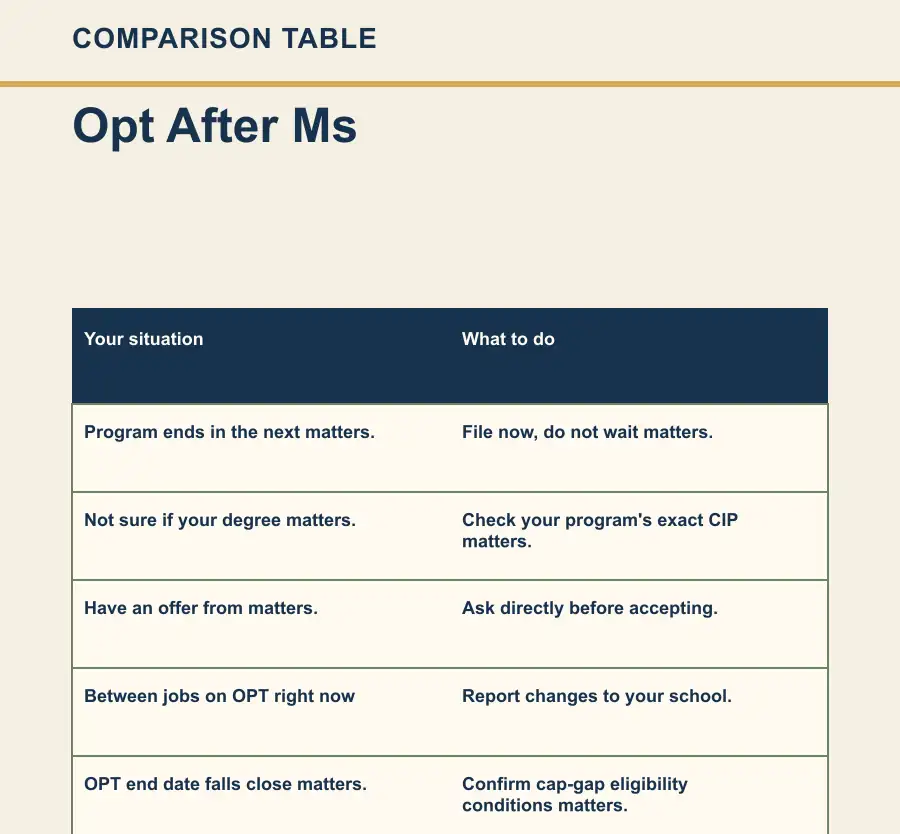 COMPARISON TABLE
Opt After Ms
Your situation
What to do
Program ends in the next matters.
File now, do not wait matters.
Not sure if your degree matters.
Check your program's exact CIP
matters.
Have an offer from matters.
Ask directly before accepting.
Between jobs on OPT right now
Report changes to your school.
OPT end date falls close matters.
Confirm cap-gap eligibility
conditions matters.